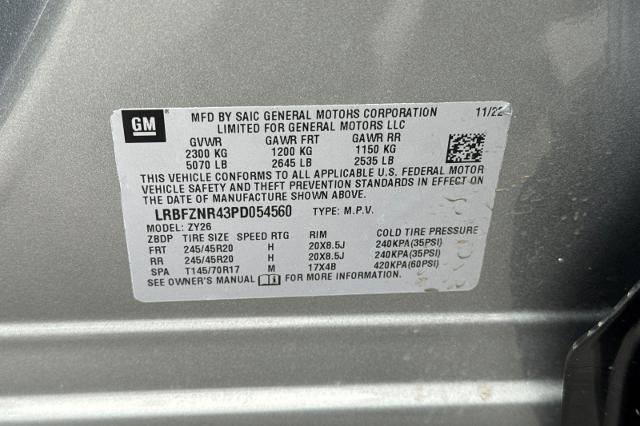 GM
MFD BY SAIC GENERAL MOTORS CORPORATION 11/22
LIMITED FOR GENERAL MOTORS LLC
GVWR GAWR FRT GAWR RR
2300 KG 1200 KG 1150 KG
5070 LB 2645 LB 2535 LB
THIS VEHICLE CONFORMS TO ALL APPLICABLE U.S. FEDERAL MOTOR
VEHICLE SAFETY AND THEFT PREVENTION STANDARDS IN EFFECT ON
THE DATE OF MANUFACTURE SHOWN ABOVE.
LRBFZNR43PD054560 TYPE: M.P.V.
MODEL: ZY26
ZBDP TIRE SIZE SPEED RTG RIM COLD TIRE PRESSURE
FRT 245/45R20 H 20X8.5J 240KPA(35PSI)
RR 245/45R20 H 20X8.5J 240KPA(35PSI)
SPA T145/70R17 M 17X4B 420KPA(60PSI)
SEE OWNER'S MANUAL FOR MORE INFORMATION.